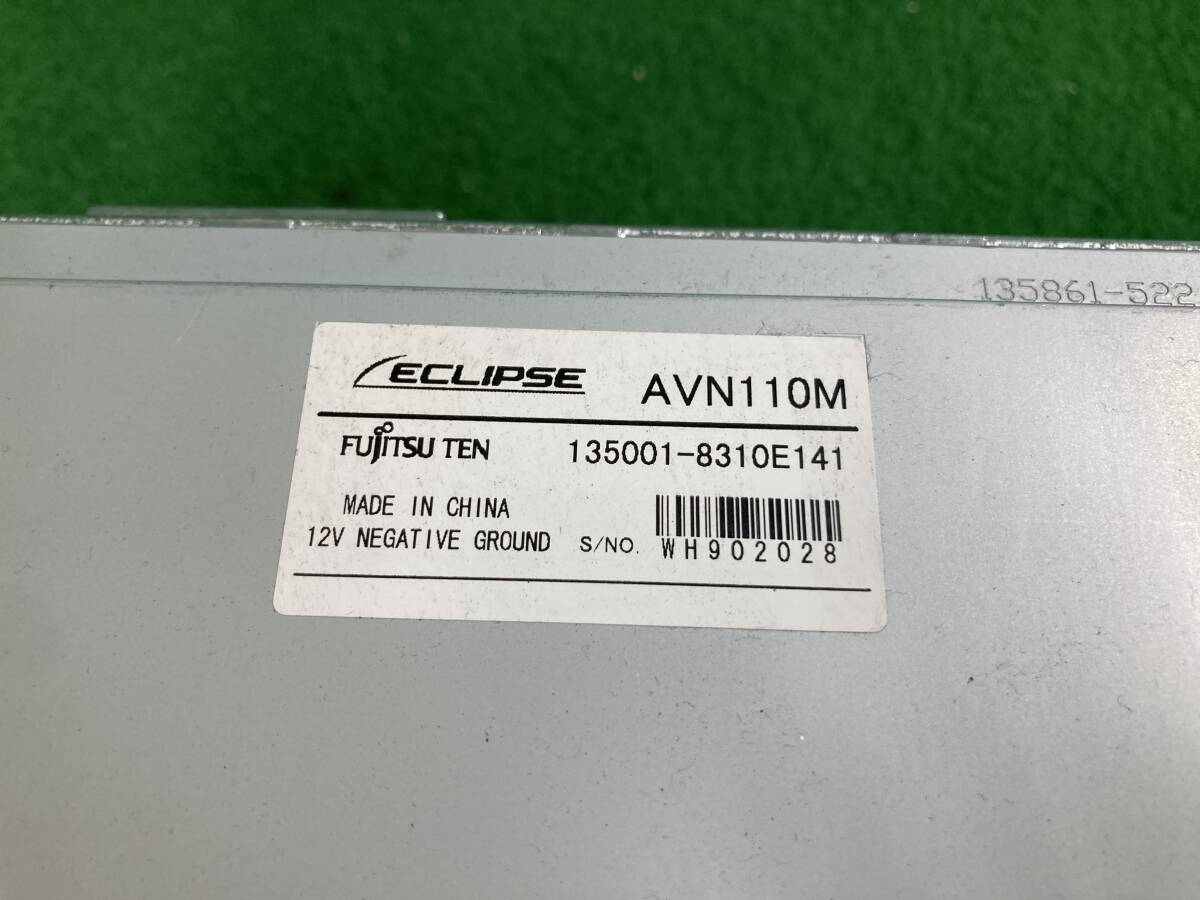 135861-522
ECLIPSE AVN110M
FUJITSU TEN 135001-8310E141
MADE IN CHINA
12V NEGATIVE GROUND S/NO. WH902028